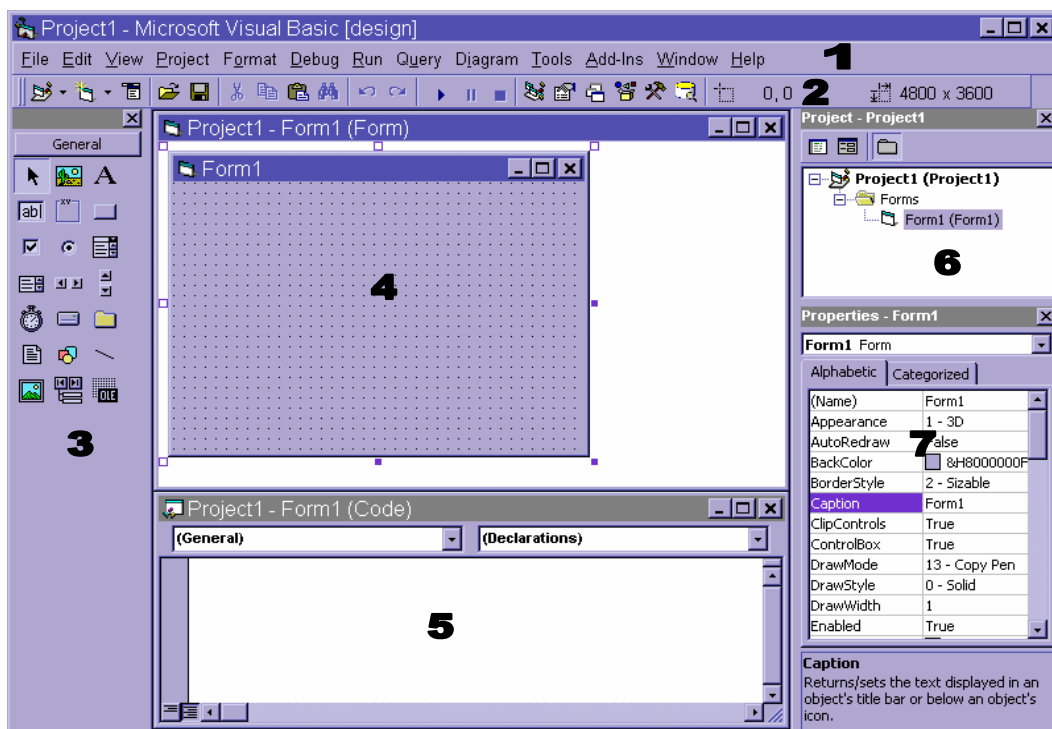 Project1 - Microsoft Visual Basic [design]
File Edit View Project Format Debug Run Query Diagram Tools Add-Ins Window Help
1
0, 0
2
4800 x 3600
General
ab|
XY
A
OLE
3
Project1 - Form1 (Form)
Form1
4
Project1 - Form1 (Code)
(General)
(Declarations)
5
Project - Project1
Project1 (Project1)
Forms
Form1 (Form1)
6
Properties - Form1
Form1 Form
Alphabetic Categorized
(Name) Form1
Appearance 1 - 3D
AutoRedraw False
7
BackColor &H8000000F
BorderStyle 2 - Sizable
Caption Form1
ClipControls True
ControlBox True
DrawMode 13 - Copy Pen
DrawStyle 0 - Solid
DrawWidth 1
Enabled True
Caption
Returns/sets the text displayed in an
object's title bar or below an object's
icon.